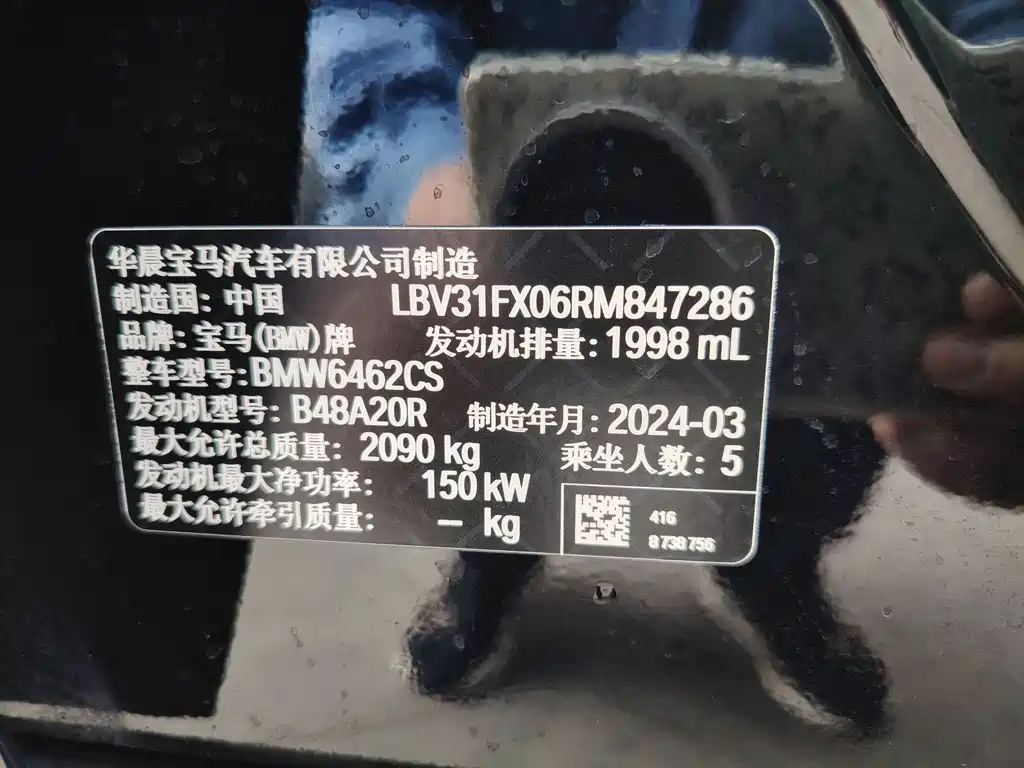 华晨宝马汽车有限公司制造
制造国: 中国 LBV31FX06RM847286
品牌: 宝马(BMW)牌 发动机排量: 1998 mL
整车型号: BMW6462CS
发动机型号: B48A20R 制造年月: 2024-03
最大允许总质量: 2090 kg 乘坐人数: 5
发动机最大净功率: 150 kW
最大允许牵引质量: -- kg
416
8 738 756